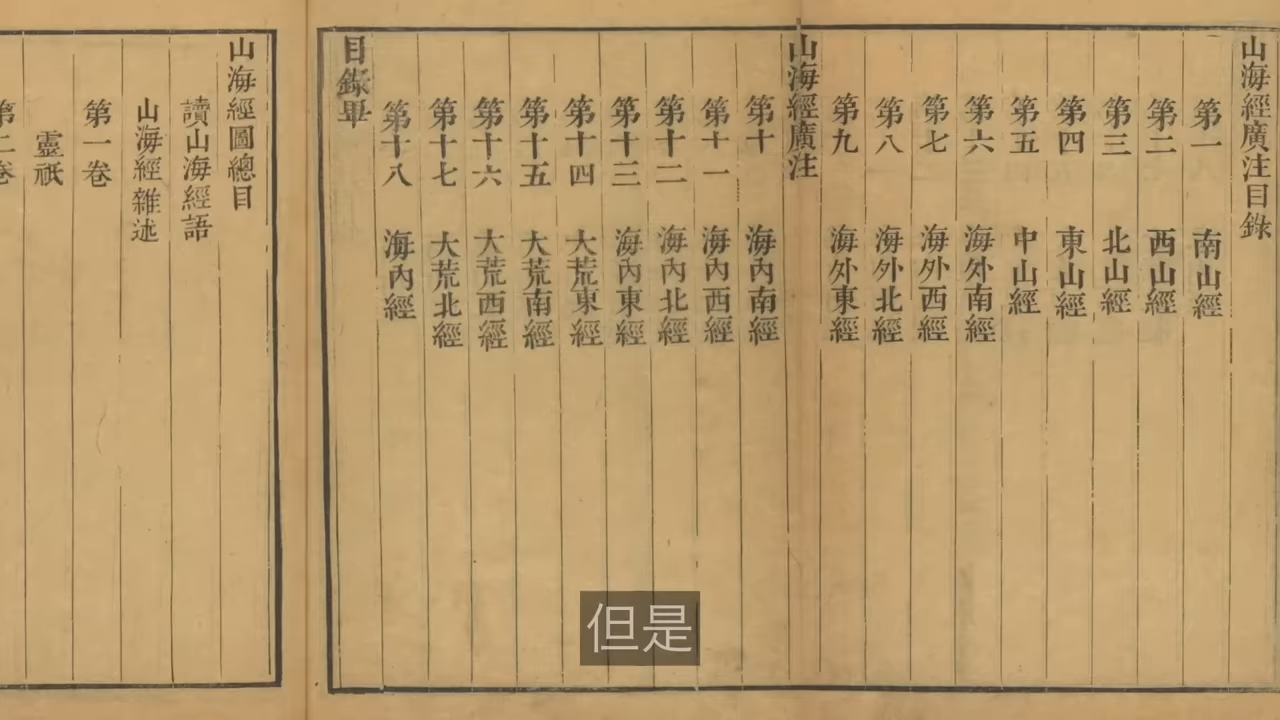 山海經廣注目錄
第一 南山經
第二 西山經
第三 北山經
第四 東山經
第五 中山經
第六 海外南經
第七 海外西經
第八 海外北經
第九 海外東經
山海經廣注
第十 海內南經
第十一 海內西經
第十二 海內北經
第十三 海內東經
第十四 大荒東經
第十五 大荒南經
第十六 大荒西經
第十七 大荒北經
第十八 海內經
目錄畢
山海經圖總目
讀山海經語
山海經雜述
第一卷
靈祇
第二卷
但是